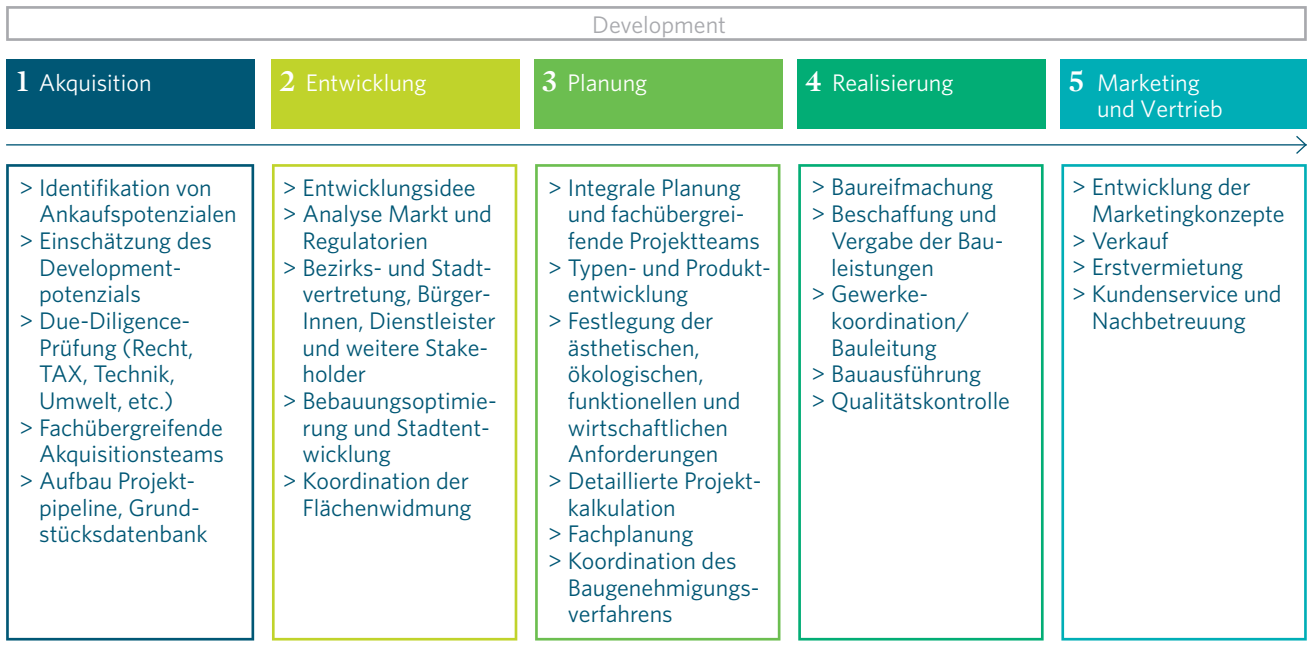 Development
1 Akquisition
2 Entwicklung
3 Planung
4 Realisierung
5 Marketing
und Vertrieb
> Identifikation von
Ankaufspotenzialen
> Einschätzung des
Development-
potenzials
> Due-Diligence-
Prüfung (Recht,
TAX, Technik,
Umwelt, etc.)
> Fachübergreifende
Akquisitionsteams
> Aufbau Projekt-
pipeline, Grund-
stücksdatenbank
> Entwicklungsidee
> Analyse Markt und
Regulatorien
> Bezirks- und Stadt-
vertretung, Bürger-
Innen, Dienstleister
und weitere Stake-
holder
> Bebauungsoptimie-
rung und Stadtent-
wicklung
> Koordination der
Flächenwidmung
> Integrale Planung
und fachübergrei-
fende Projektteams
> Typen- und Produkt-
entwicklung
> Festlegung der
ästhetischen,
ökologischen,
funktionellen und
wirtschaftlichen
Anforderungen
> Detaillierte Projekt-
kalkulation
> Fachplanung
> Koordination des
Baugenehmigungs-
verfahrens
> Baureifmachung
> Beschaffung und
Vergabe der Bau-
leistungen
> Gewerke-
koordination/
Bauleitung
> Bauausführung
> Qualitätskontrolle
> Entwicklung der
Marketingkonzepte
> Verkauf
> Erstvermietung
> Kundenservice und
Nachbetreuung